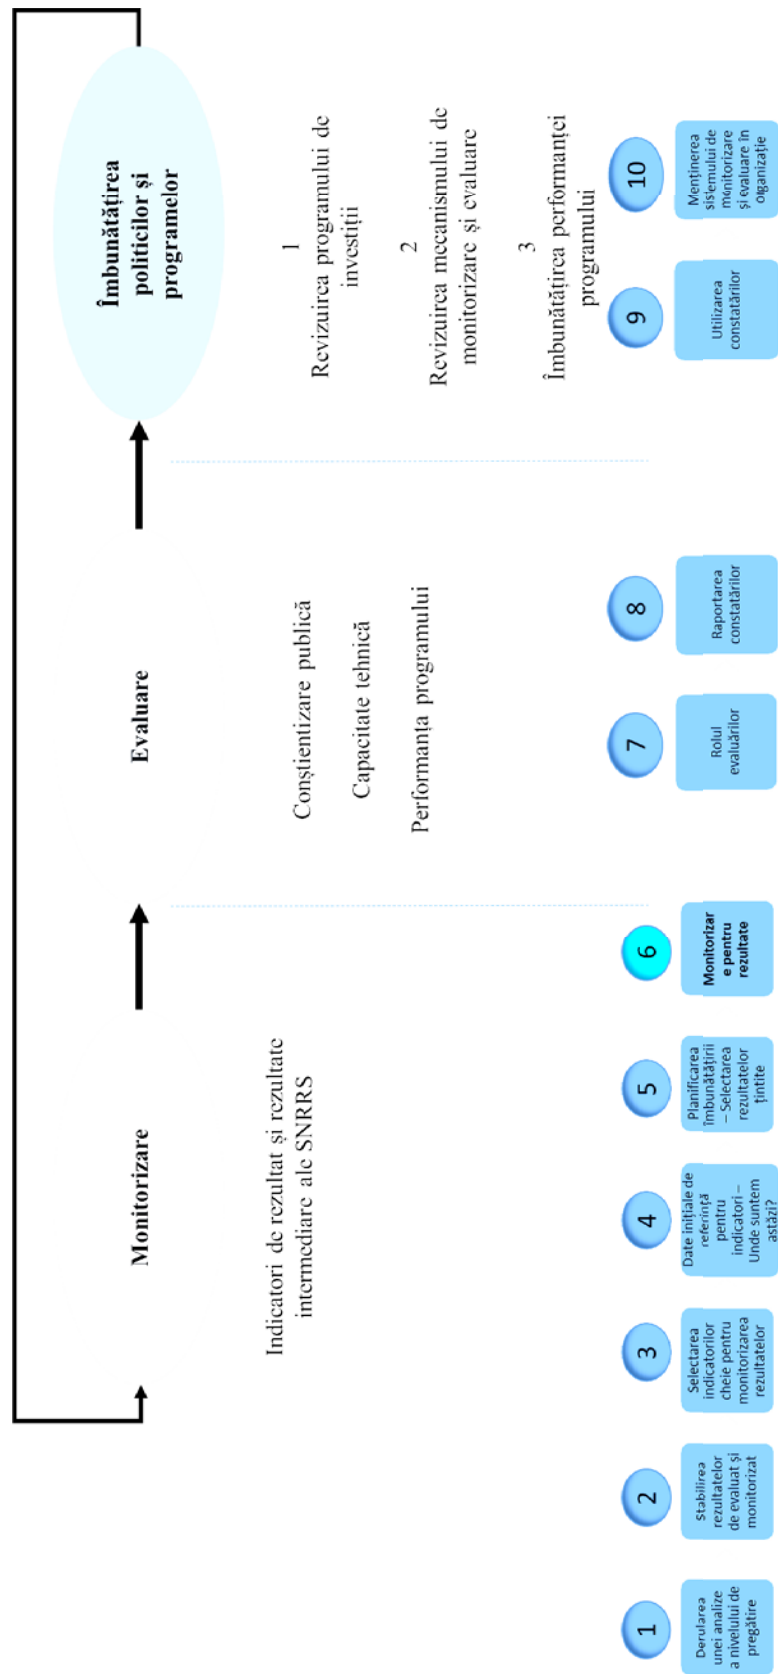 Monitorizare
Evaluare
Îmbunătățirea
politicilor și
programelor
Indicatori de rezultat și rezultate
intermediare ale SNRRS
Conștientizare publică
Capacitate tehnică
Performanța programului
1
Revizuirea programului de
investiții
2
Revizuirea mecanismului de
monitorizare și evaluare
3
Îmbunătățirea performanței
programului
1
Derularea
unei analize
a nivelului de
pregătire
2
Stabilirea
rezultatelor
de evaluat și
monitorizat
3
Selectarea
indicatorilor
cheie pentru
monitorizarea
rezultatelor
4
Date inițiale de
referință
pentru
indicatori –
Unde suntem
astăzi?
5
Planificarea
îmbunătățirii
– Selectarea
rezultatelor
țintite
6
Monitorizar
e pentru
rezultate
7
Rolul
evaluărilor
8
Raportarea
constatărilor
9
Utilizarea
constatărilor
10
Menținerea
sistemului de
monitorizare
și evaluare în
organizație